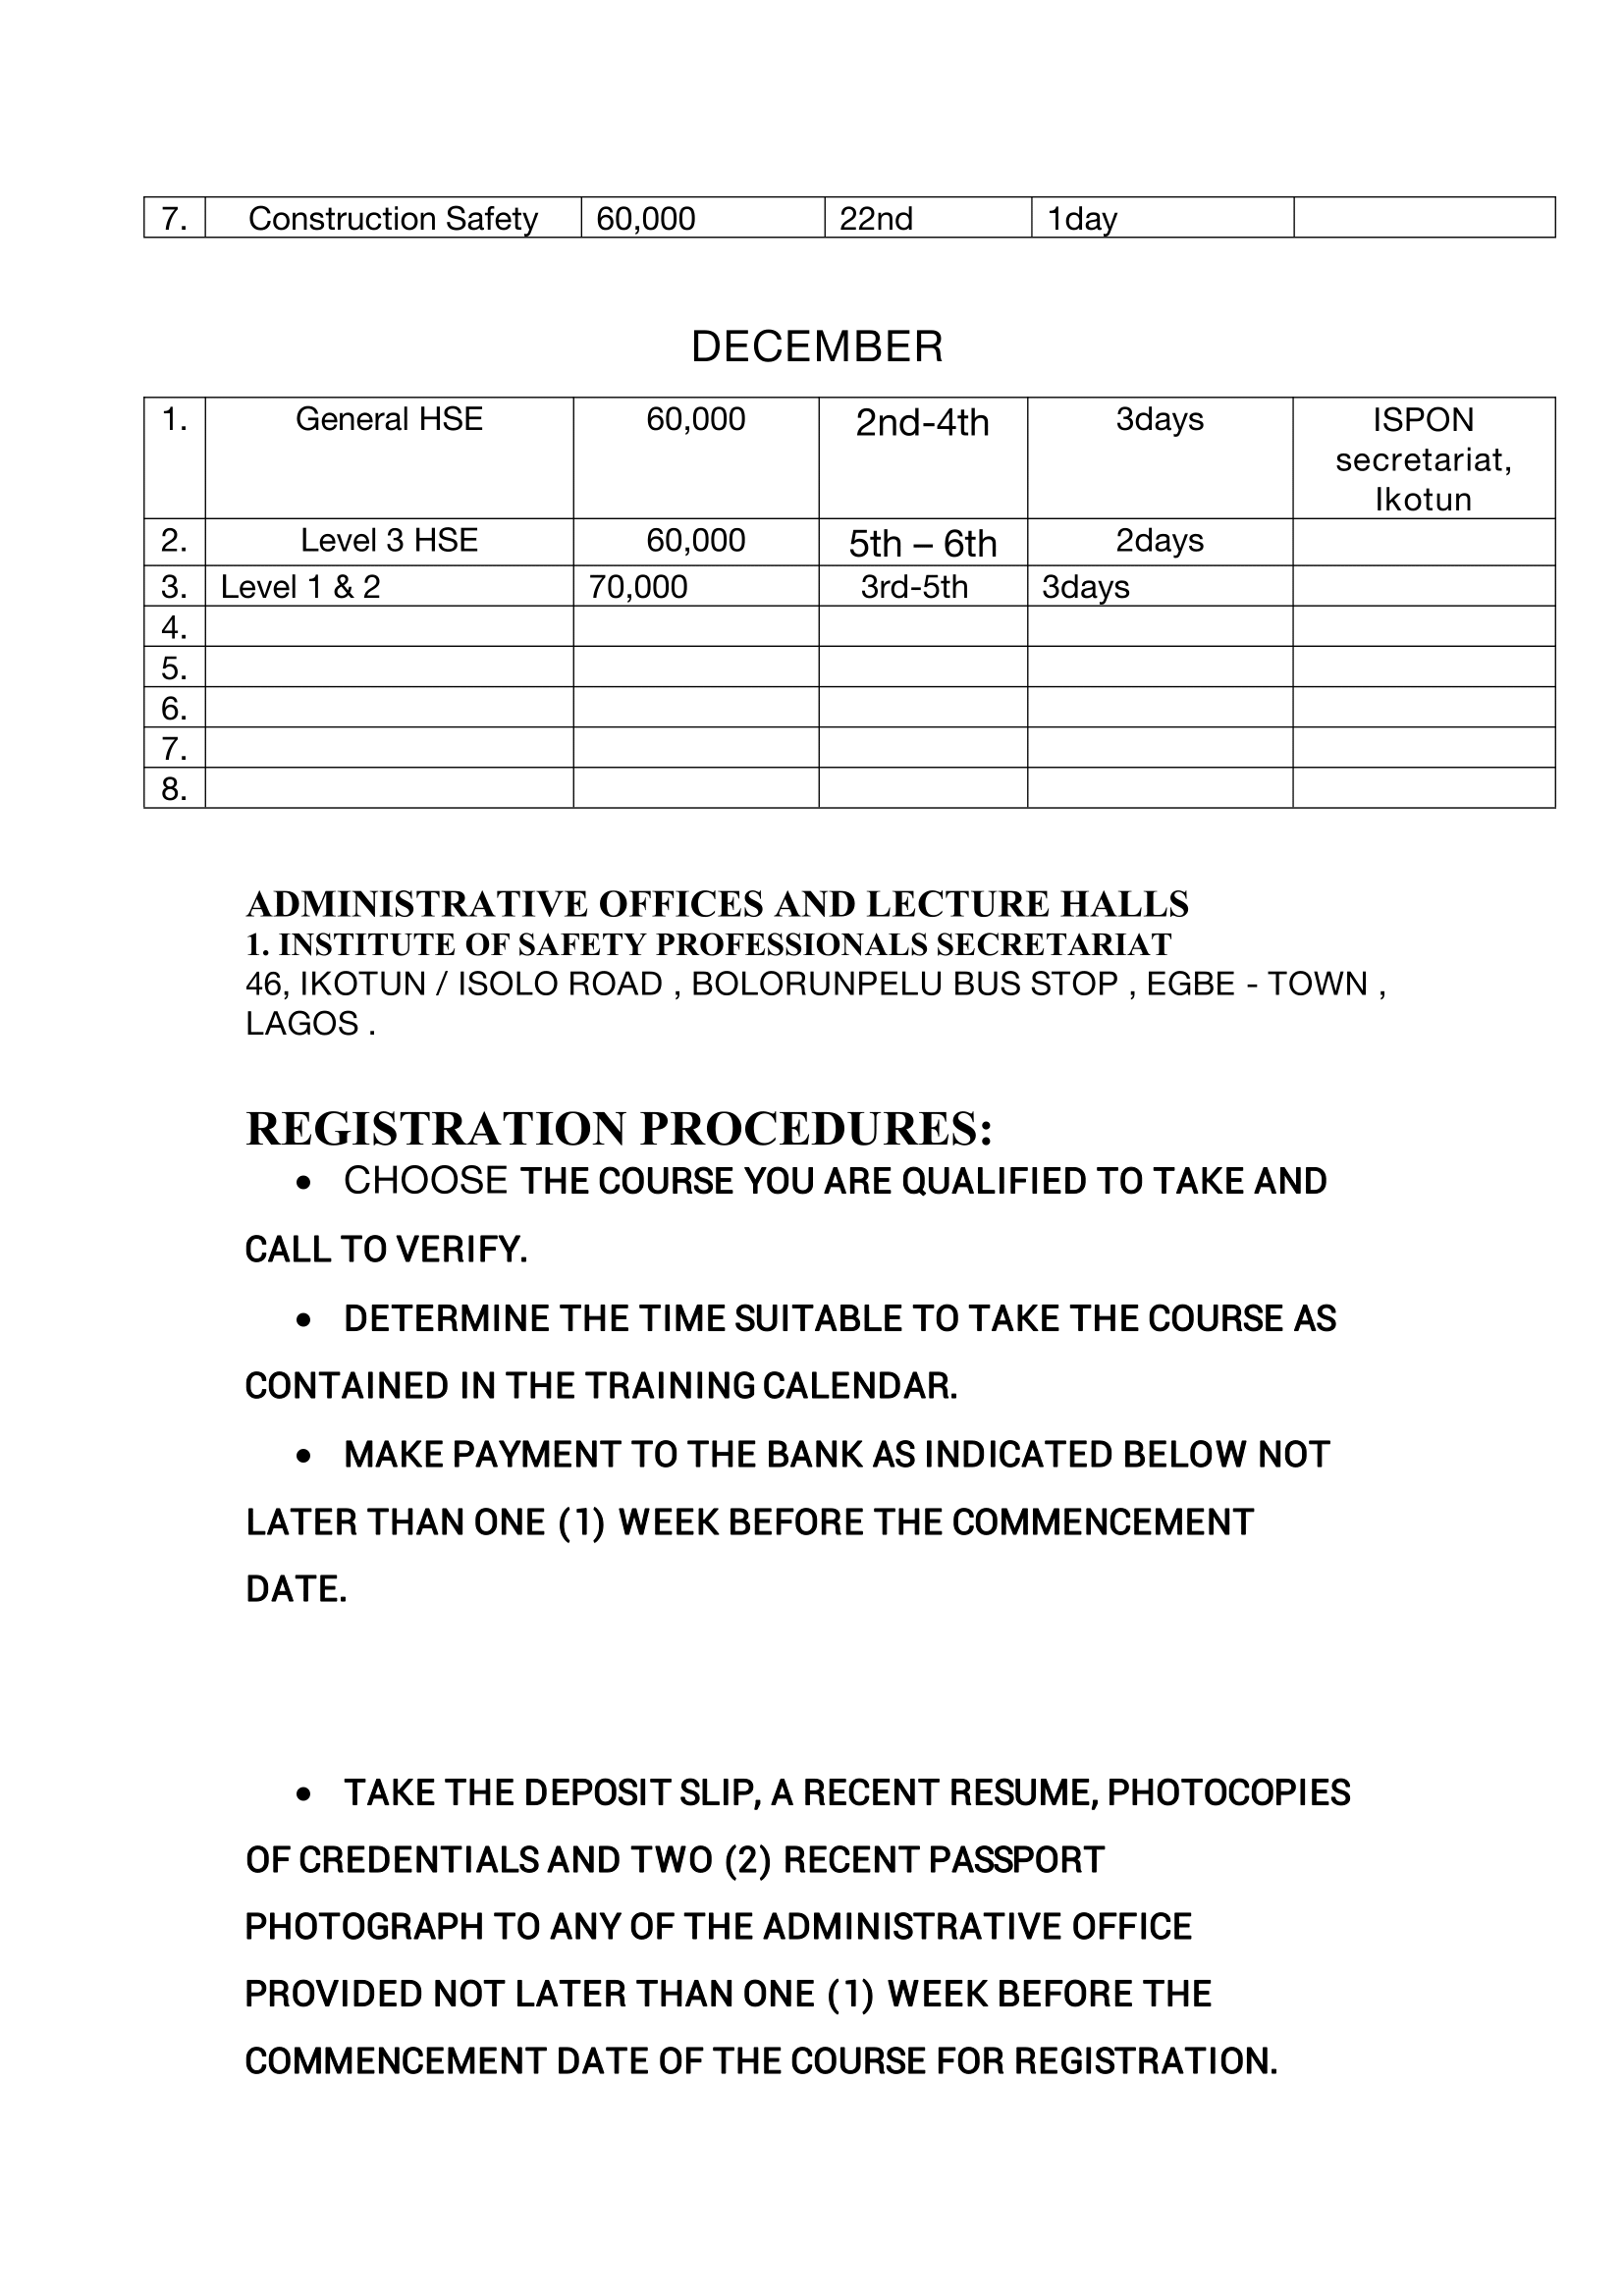 7. Construction Safety 60,000 22nd 1day
DECEMBER
1. General HSE 60,000 2nd-4th 3days ISPON
secretariat,
Ikotun
2. Level 3 HSE 60,000 5th – 6th 2days
3. Level 1 & 2 70,000 3rd-5th 3days
4.
5.
6.
7.
8.
ADMINISTRATIVE OFFICES AND LECTURE HALLS
1. INSTITUTE OF SAFETY PROFESSIONALS SECRETARIAT
46, IKOTUN / ISOLO ROAD , BOLORUNPELU BUS STOP , EGBE - TOWN ,
LAGOS .
REGISTRATION PROCEDURES:
• CHOOSE THE COURSE YOU ARE QUALIFIED TO TAKE AND
CALL TO VERIFY.
• DETERMINE THE TIME SUITABLE TO TAKE THE COURSE AS
CONTAINED IN THE TRAINING CALENDAR.
• MAKE PAYMENT TO THE BANK AS INDICATED BELOW NOT
LATER THAN ONE (1) WEEK BEFORE THE COMMENCEMENT
DATE.
• TAKE THE DEPOSIT SLIP, A RECENT RESUME, PHOTOCOPIES
OF CREDENTIALS AND TWO (2) RECENT PASSPORT
PHOTOGRAPH TO ANY OF THE ADMINISTRATIVE OFFICE
PROVIDED NOT LATER THAN ONE (1) WEEK BEFORE THE
COMMENCEMENT DATE OF THE COURSE FOR REGISTRATION.